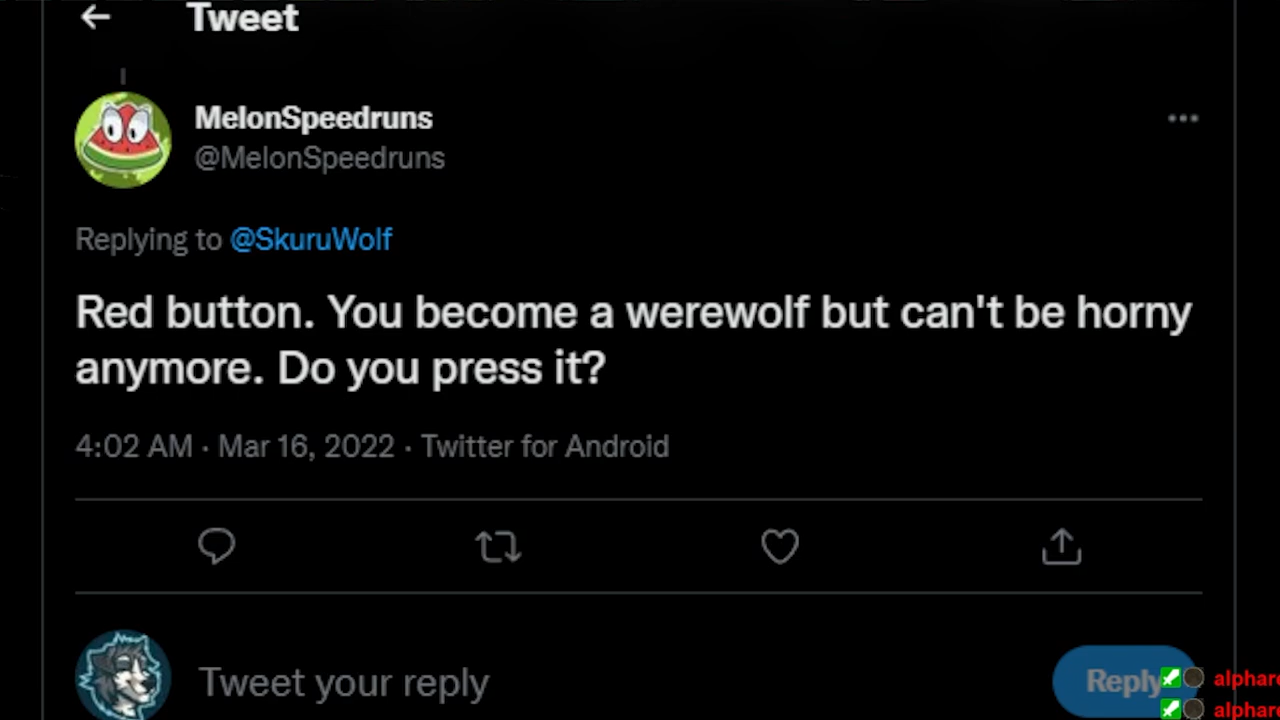 Tweet
MelonSpeedruns
@MelonSpeedruns
Replying to @SkuruWolf
Red button. You become a werewolf but can't be horny
anymore. Do you press it?
4:02 AM · Mar 16, 2022 · Twitter for Android
Tweet your reply
Reply